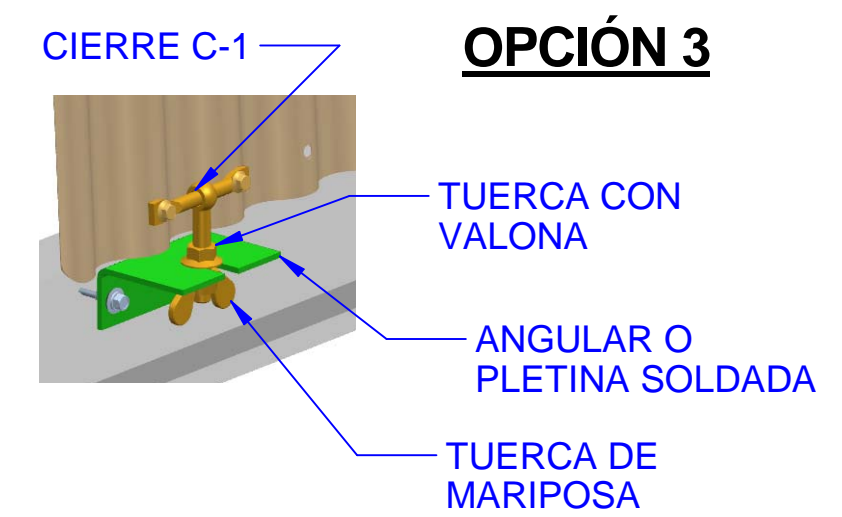 CIERRE C-1
OPCIÓN 3
TUERCA CON
VALONA
ANGULAR O
PLETINA SOLDADA
TUERCA DE
MARIPOSA